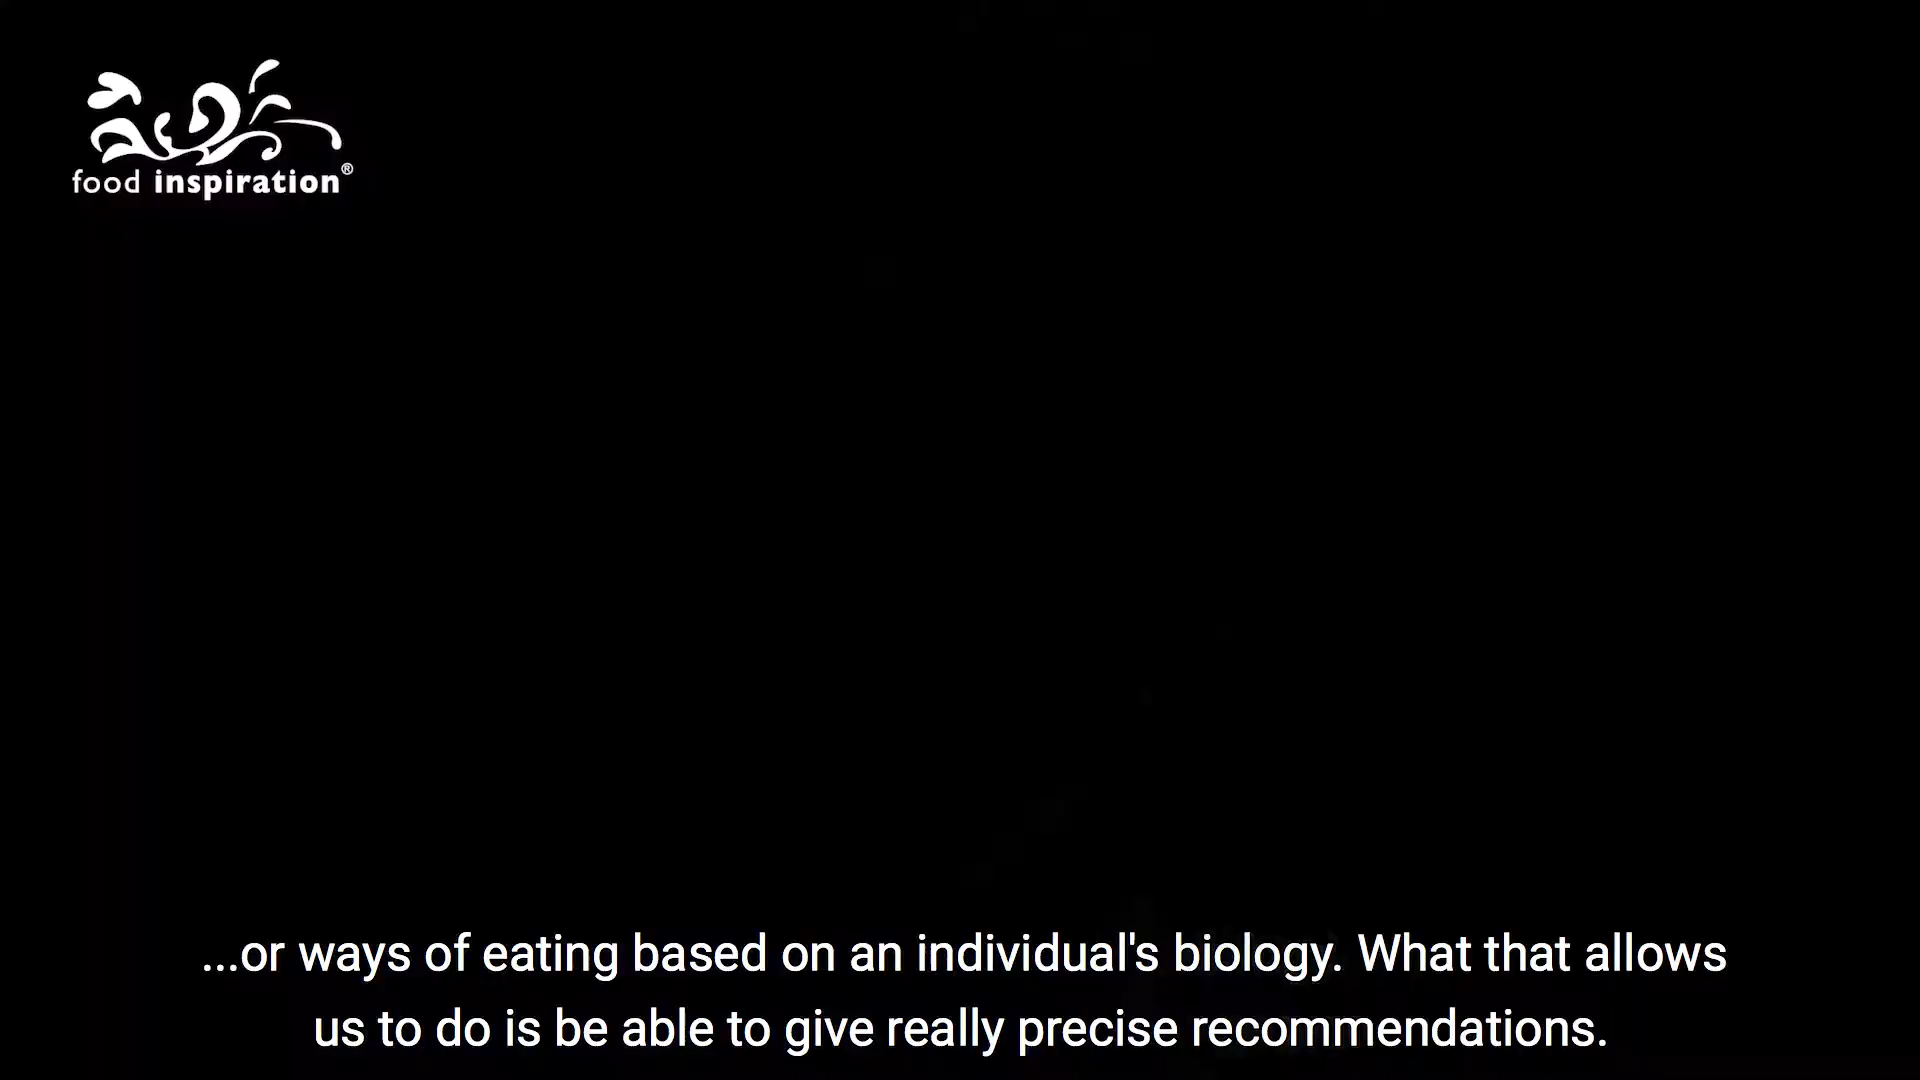 food inspiration®
...or ways of eating based on an individual's biology. What that allows
us to do is be able to give really precise recommendations.